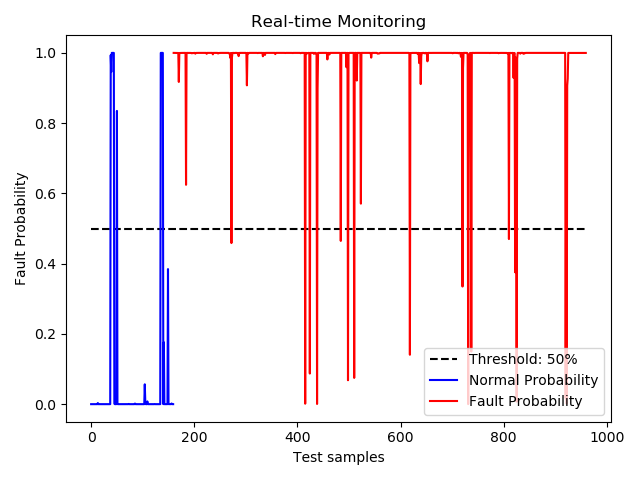 Real-time Monitoring
Fault Probability
1.0
0.8
0.6
0.4
0.2
0.0
Threshold: 50%
Normal Probability
Fault Probability
0
200
400
600
800
1000
Test samples